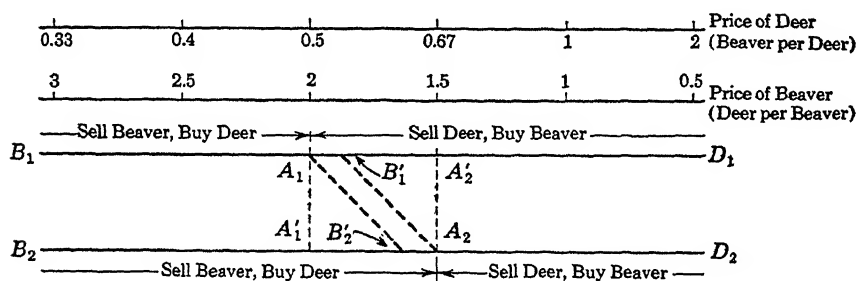 Price of Deer
0.33 0.4 0.5 0.67 1 2 (Beaver per Deer)
3 2.5 2 1.5 1 0.5 Price of Beaver
(Deer per Beaver)
Sell Beaver, Buy Deer Sell Deer, Buy Beaver
B₁ D₁
A₁ B′₁ A′₂
A′₁ B′₂ A₂
B₂ D₂
Sell Beaver, Buy Deer Sell Deer, Buy Beaver